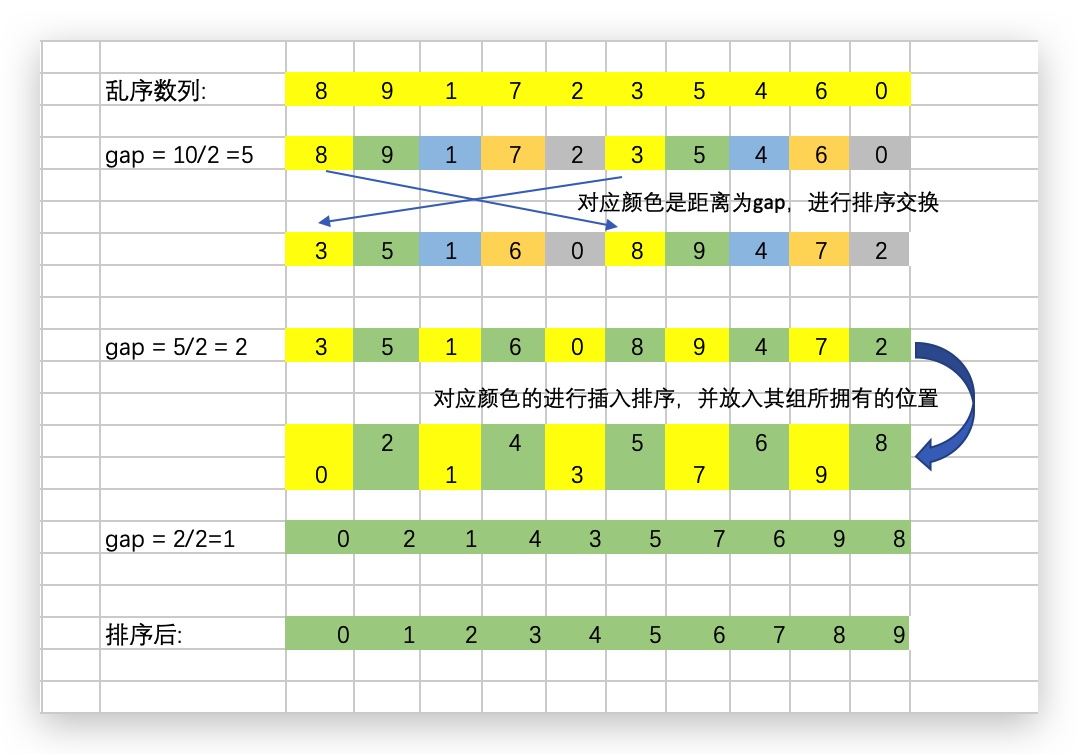 乱序数列: 8 9 1 7 2 3 5 4 6 0
gap = 10/2 =5 8 9 1 7 2 3 5 4 6 0
对应颜色是距离为gap，进行排序交换
3 5 1 6 0 8 9 4 7 2
gap = 5/2 = 2 3 5 1 6 0 8 9 4 7 2
对应颜色的进行插入排序，并放入其组所拥有的位置
2 4 5 6 8
0 1 3 7 9
gap = 2/2=1 0 2 1 4 3 5 7 6 9 8
排序后: 0 1 2 3 4 5 6 7 8 9